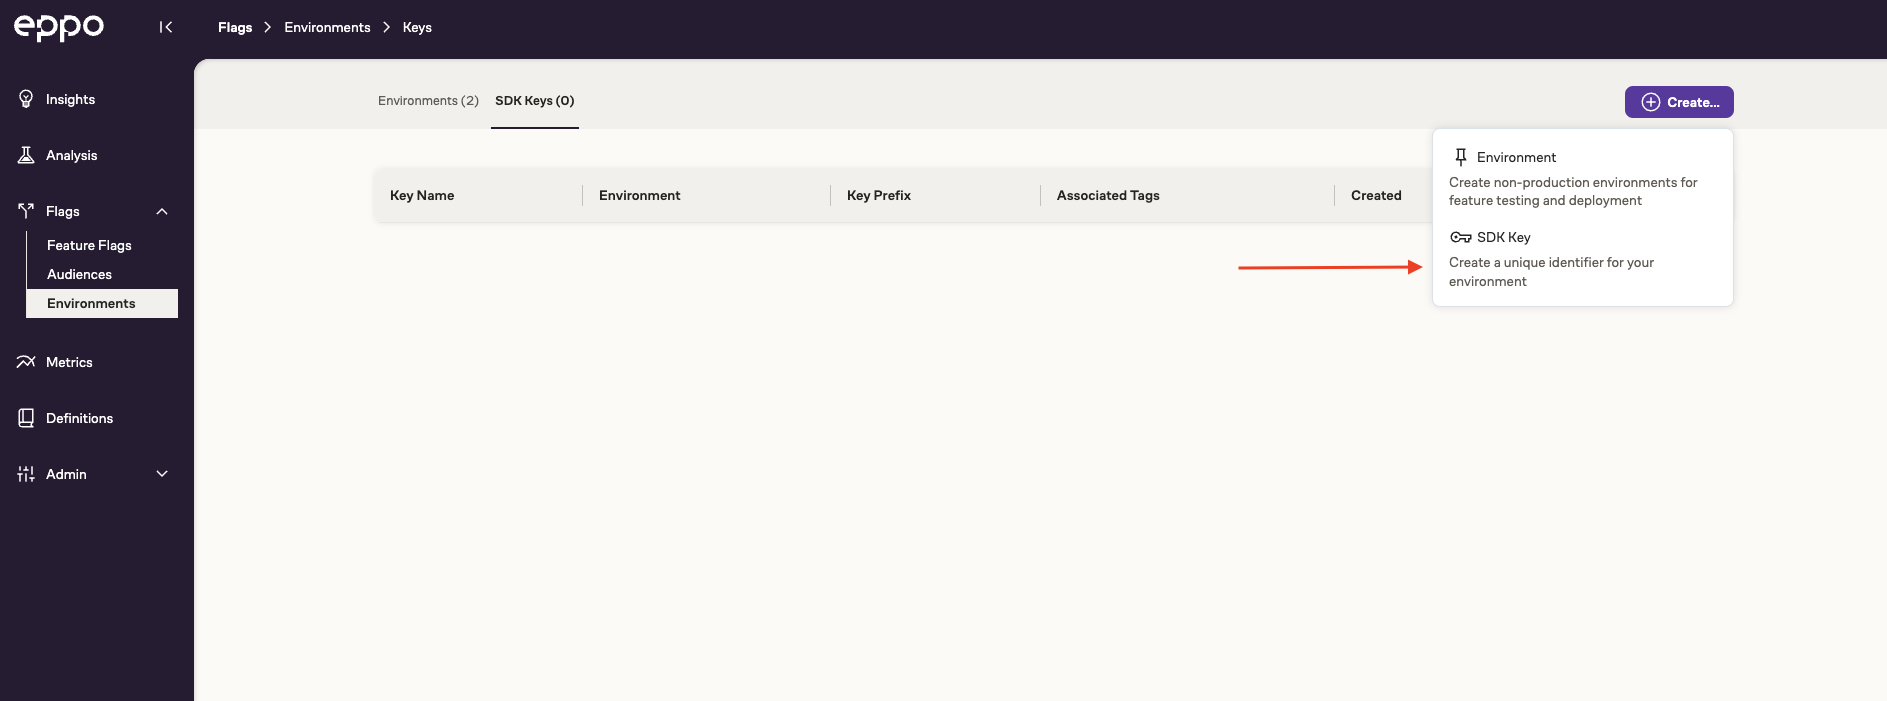 eppo
Flags > Environments > Keys
Insights
Analysis
Flags
Feature Flags
Audiences
Environments
Metrics
Definitions
Admin
Environments (2) SDK Keys (0)
Create...
Key Name Environment Key Prefix Associated Tags Created
Environment
Create non-production environments for
feature testing and deployment
SDK Key
Create a unique identifier for your
environment